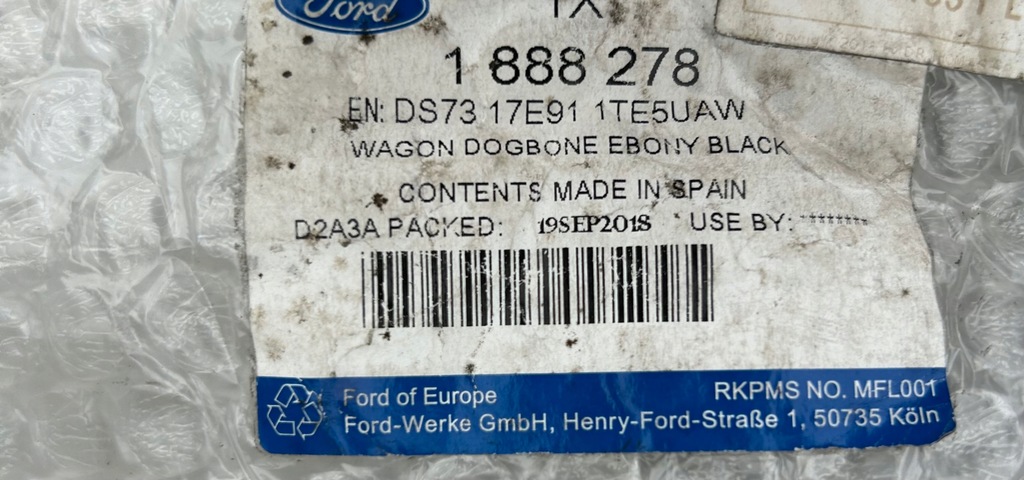 Ford
1X
1 888 278
EN: DS73 17E91 1TE5UAW
WAGON DOGBONE EBONY BLACK
CONTENTS MADE IN SPAIN
D2A3A PACKED: 19SEP2018 * USE BY: ********
Ford of Europe
RKPMS NO. MFL001
Ford-Werke GmbH, Henry-Ford-Straße 1, 50735 Köln